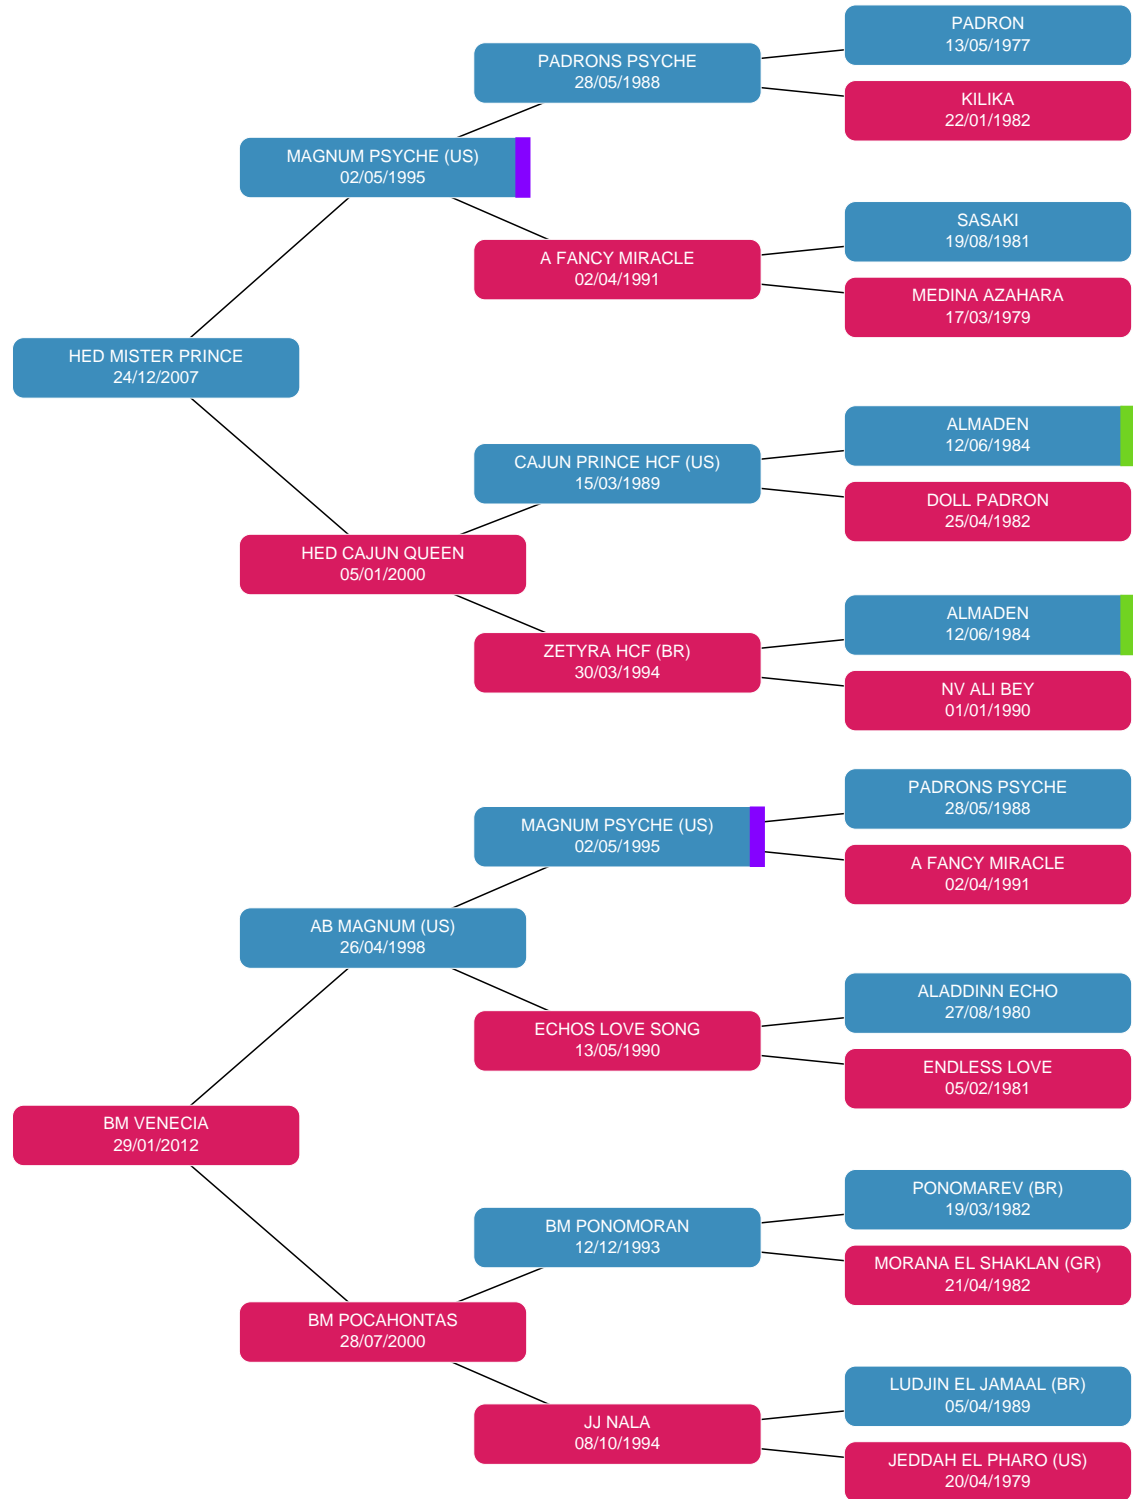 PADRON
13/05/1977
PADRONS PSYCHE
28/05/1988
KILIKA
22/01/1982
MAGNUM PSYCHE (US)
02/05/1995
SASAKI
19/08/1981
A FANCY MIRACLE
02/04/1991
MEDINA AZAHARA
17/03/1979
HED MISTER PRINCE
24/12/2007
ALMADEN
12/06/1984
CAJUN PRINCE HCF (US)
15/03/1989
DOLL PADRON
25/04/1982
HED CAJUN QUEEN
05/01/2000
ALMADEN
12/06/1984
ZETYRA HCF (BR)
30/03/1994
NV ALI BEY
01/01/1990
PADRONS PSYCHE
28/05/1988
MAGNUM PSYCHE (US)
02/05/1995
A FANCY MIRACLE
02/04/1991
AB MAGNUM (US)
26/04/1998
ALADDINN ECHO
27/08/1980
ECHOS LOVE SONG
13/05/1990
ENDLESS LOVE
05/02/1981
BM VENECIA
29/01/2012
PONOMAREV (BR)
19/03/1982
BM PONOMORAN
12/12/1993
MORANA EL SHAKLAN (GR)
21/04/1982
BM POCAHONTAS
28/07/2000
LUDJIN EL JAMAAL (BR)
05/04/1989
JJ NALA
08/10/1994
JEDDAH EL PHARO (US)
20/04/1979